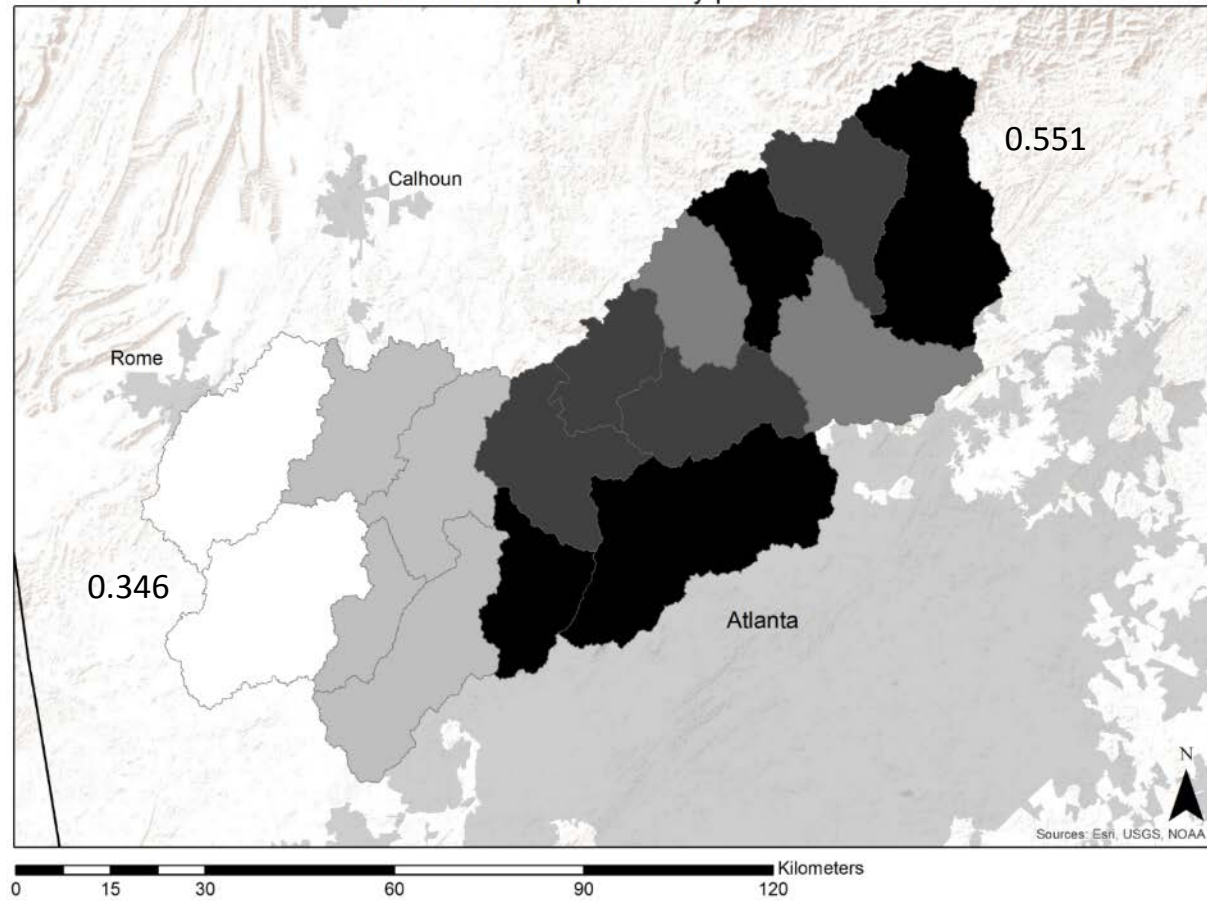 0.551
Calhoun
Rome
0.346
Atlanta
N
Sources: Esri, USGS, NOAA
Kilometers
0 15 30 60 90 120